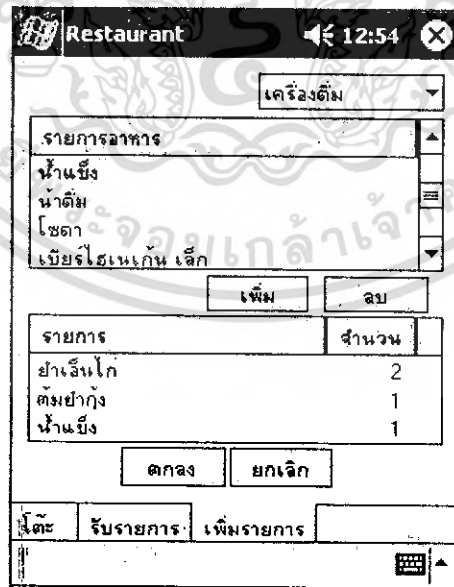 Restaurant 12:54
เครื่องดื่ม
รายการอาหาร
น้ำแข็ง
น้ำดื่ม
โซดา
เบียร์ไฮเนเก้น เล็ก
เพิ่ม ลบ
รายการ จำนวน
ยำเอ็นไก่ 2
ต้มยำกุ้ง 1
น้ำแข็ง 1
ตกลง ยกเลิก
โต๊ะ รับรายการ เพิ่มรายการ